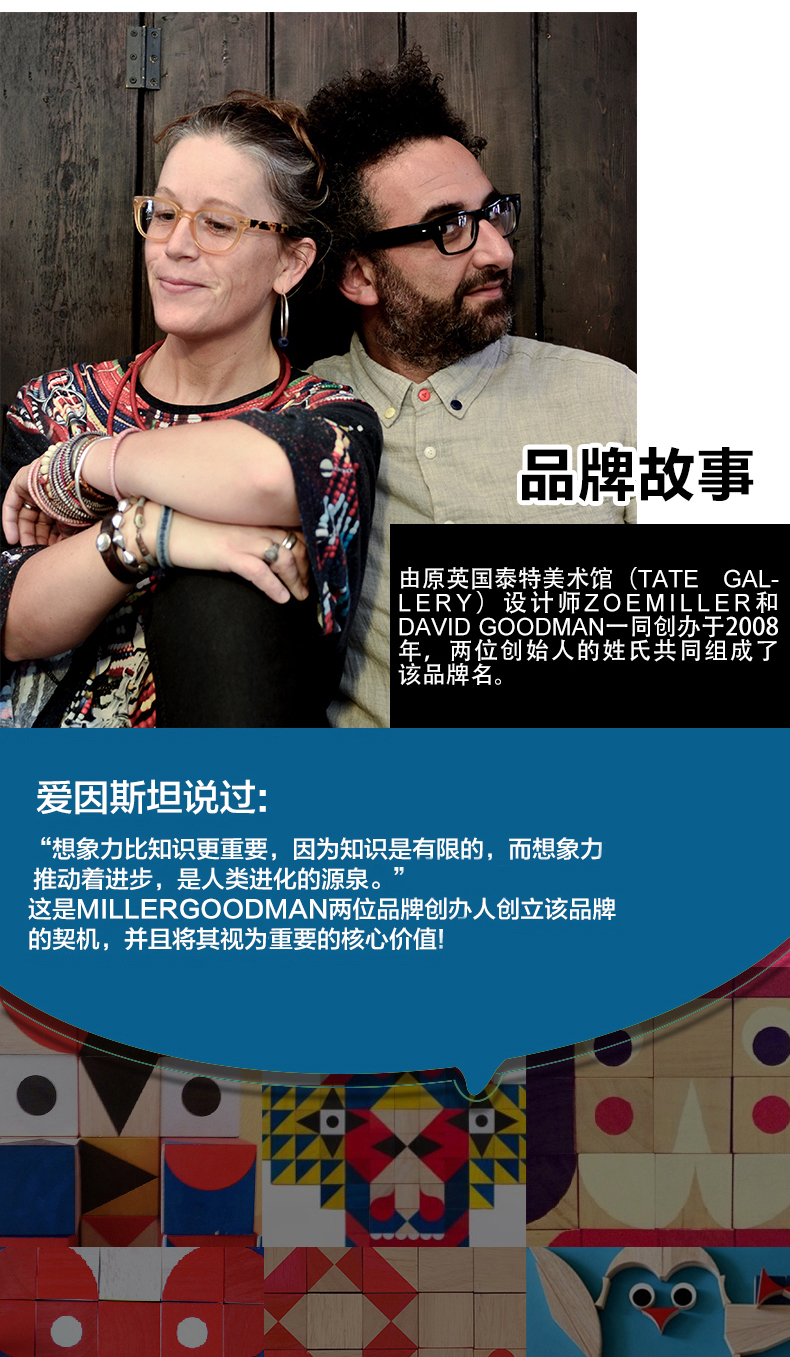 品牌故事
由原英国泰特美术馆（TATE GAL-
LERY）设计师ZOEMILLER和
DAVID GOODMAN一同创办于2008
年，两位创始人的姓氏共同组成了
该品牌名。
爱因斯坦说过:
“想象力比知识更重要，因为知识是有限的，而想象力
推动着进步，是人类进化的源泉。”
这是MILLERGOODMAN两位品牌创办人创立该品牌
的契机，并且将其视为重要的核心价值!